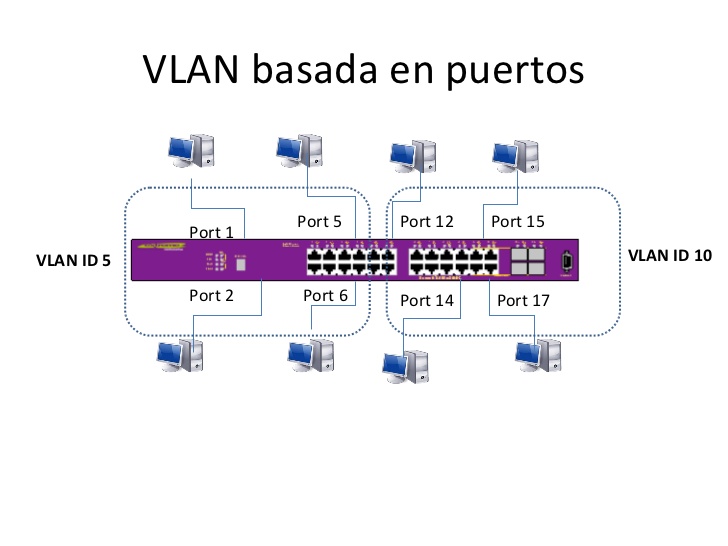 VLAN basada en puertos
Port 1
Port 5
Port 12
Port 15
VLAN ID 5
VLAN ID 10
Port 2
Port 6
Port 14
Port 17